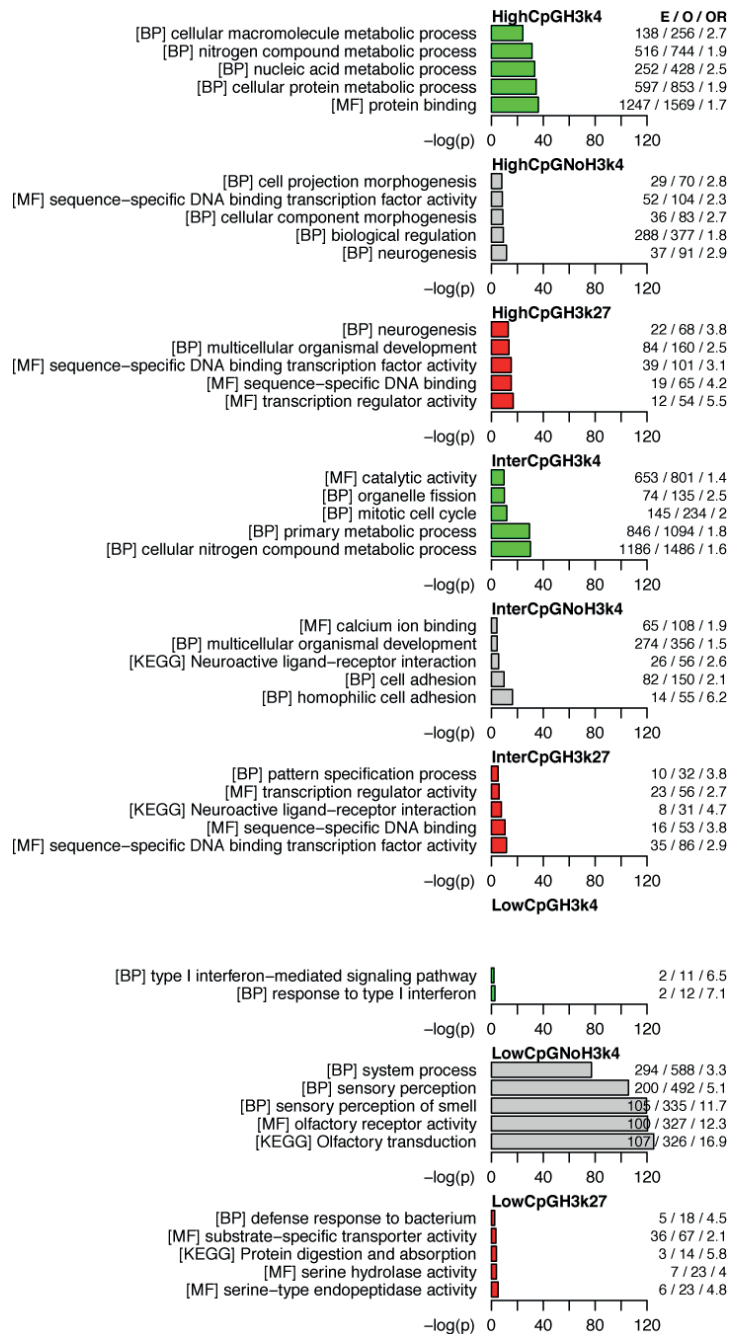 HighCpGH3k4 E / O / OR
[BP] cellular macromolecule metabolic process 138 / 256 / 2.7
[BP] nitrogen compound metabolic process 516 / 744 / 1.9
[BP] nucleic acid metabolic process 252 / 428 / 2.5
[BP] cellular protein metabolic process 597 / 853 / 1.9
[MF] protein binding 1247 / 1569 / 1.7
−log(p) 0 40 80 120
HighCpGNoH3k4
[BP] cell projection morphogenesis 29 / 70 / 2.8
[MF] sequence−specific DNA binding transcription factor activity 52 / 104 / 2.3
[BP] cellular component morphogenesis 36 / 83 / 2.7
[BP] biological regulation 288 / 377 / 1.8
[BP] neurogenesis 37 / 91 / 2.9
−log(p) 0 40 80 120
HighCpGH3k27
[BP] neurogenesis 22 / 68 / 3.8
[BP] multicellular organismal development 84 / 160 / 2.5
[MF] sequence−specific DNA binding transcription factor activity 39 / 101 / 3.1
[MF] sequence−specific DNA binding 19 / 65 / 4.2
[MF] transcription regulator activity 12 / 54 / 5.5
−log(p) 0 40 80 120
InterCpGH3k4
[MF] catalytic activity 653 / 801 / 1.4
[BP] organelle fission 74 / 135 / 2.5
[BP] mitotic cell cycle 145 / 234 / 2
[BP] primary metabolic process 846 / 1094 / 1.8
[BP] cellular nitrogen compound metabolic process 1186 / 1486 / 1.6
−log(p) 0 40 80 120
InterCpGNoH3k4
[MF] calcium ion binding 65 / 108 / 1.9
[BP] multicellular organismal development 274 / 356 / 1.5
[KEGG] Neuroactive ligand−receptor interaction 26 / 56 / 2.6
[BP] cell adhesion 82 / 150 / 2.1
[BP] homophilic cell adhesion 14 / 55 / 6.2
−log(p) 0 40 80 120
InterCpGH3k27
[BP] pattern specification process 10 / 32 / 3.8
[MF] transcription regulator activity 23 / 56 / 2.7
[KEGG] Neuroactive ligand−receptor interaction 8 / 31 / 4.7
[MF] sequence−specific DNA binding 16 / 53 / 3.8
[MF] sequence−specific DNA binding transcription factor activity 35 / 86 / 2.9
−log(p) 0 40 80 120
LowCpGH3k4
[BP] type I interferon−mediated signaling pathway 2 / 11 / 6.5
[BP] response to type I interferon 2 / 12 / 7.1
−log(p) 0 40 80 120
LowCpGNoH3k4
[BP] system process 294 / 588 / 3.3
[BP] sensory perception 200 / 492 / 5.1
[BP] sensory perception of smell 105 / 335 / 11.7
[MF] olfactory receptor activity 100 / 327 / 12.3
[KEGG] Olfactory transduction 107 / 326 / 16.9
−log(p) 0 40 80 120
LowCpGH3k27
[BP] defense response to bacterium 5 / 18 / 4.5
[MF] substrate−specific transporter activity 36 / 67 / 2.1
[KEGG] Protein digestion and absorption 3 / 14 / 5.8
[MF] serine hydrolase activity 7 / 23 / 4
[MF] serine−type endopeptidase activity 6 / 23 / 4.8
−log(p) 0 40 80 120